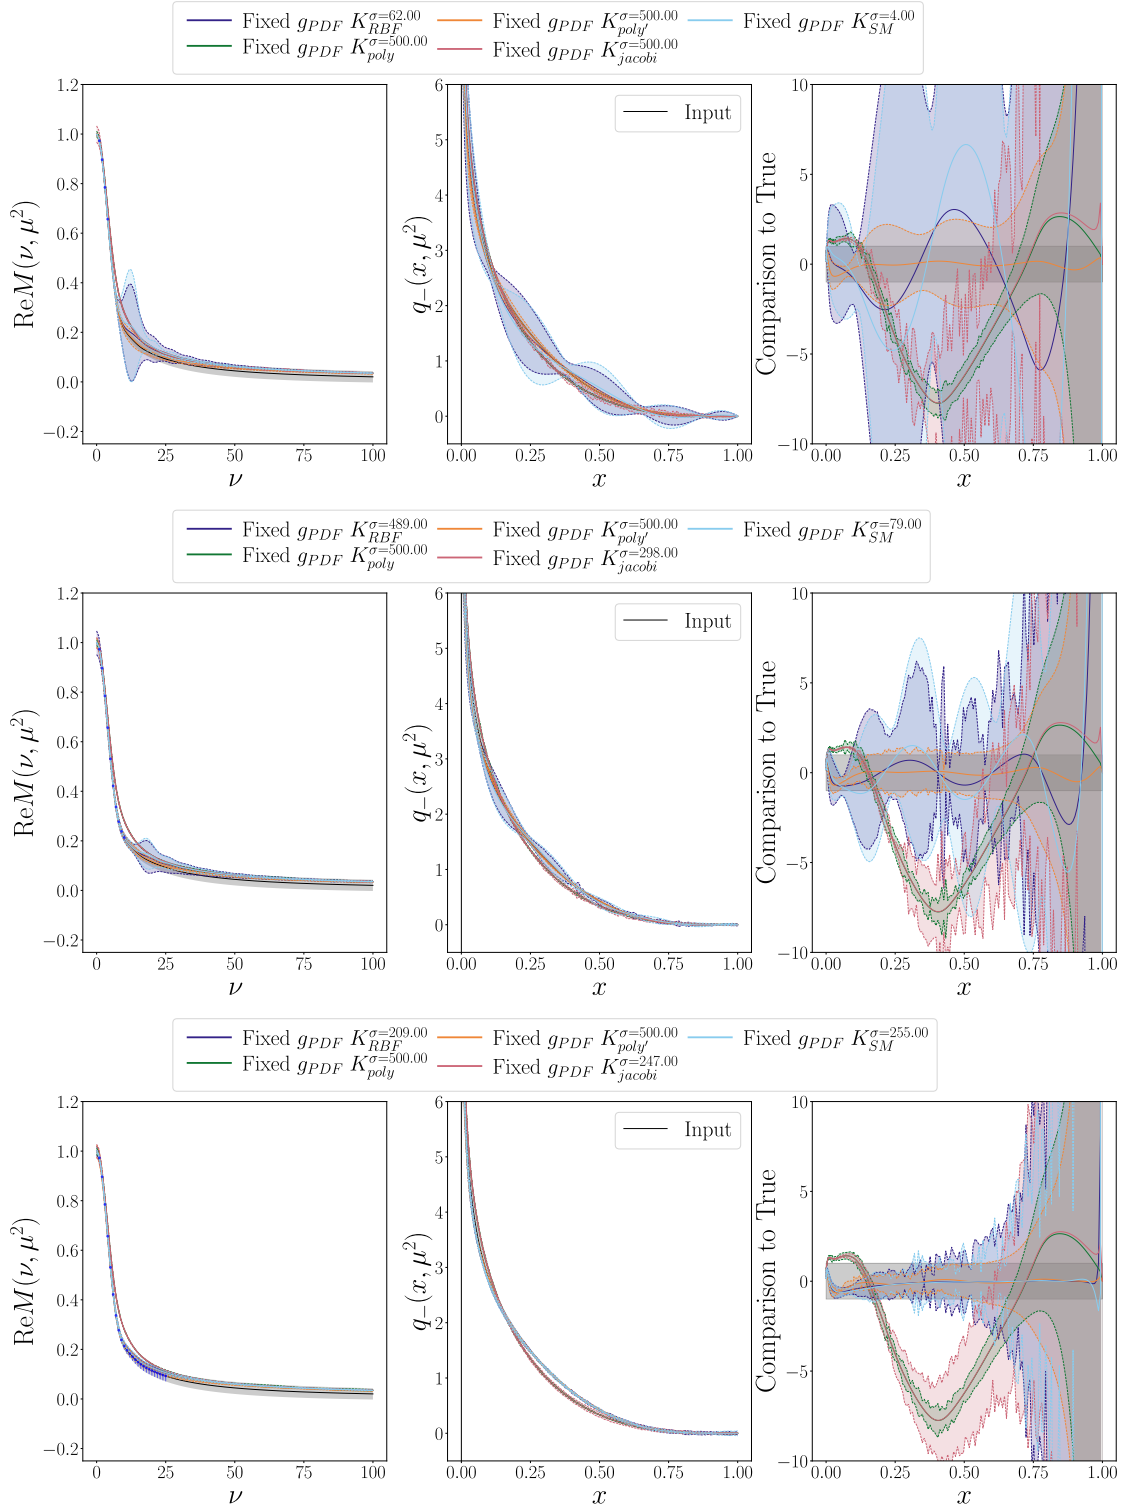 Fixed g_PDF K_RBF^σ=62.00 Fixed g_PDF K_poly'^σ=500.00 Fixed g_PDF K_SM^σ=4.00
Fixed g_PDF K_poly^σ=500.00 Fixed g_PDF K_jacobi^σ=500.00
ReM(ν, μ²)
1.2
1.0
0.8
0.6
0.4
0.2
0.0
−0.2
0 25 50 75 100
ν
q_−(x, μ²)
6
5
4
3
2
1
0
Input
0.00 0.25 0.50 0.75 1.00
x
Comparison to True
10
5
0
−5
−10
0.00 0.25 0.50 0.75 1.00
x
Fixed g_PDF K_RBF^σ=489.00 Fixed g_PDF K_poly'^σ=500.00 Fixed g_PDF K_SM^σ=79.00
Fixed g_PDF K_poly^σ=500.00 Fixed g_PDF K_jacobi^σ=298.00
ReM(ν, μ²)
1.2
1.0
0.8
0.6
0.4
0.2
0.0
−0.2
0 25 50 75 100
ν
q_−(x, μ²)
6
5
4
3
2
1
0
Input
0.00 0.25 0.50 0.75 1.00
x
Comparison to True
10
5
0
−5
−10
0.00 0.25 0.50 0.75 1.00
x
Fixed g_PDF K_RBF^σ=209.00 Fixed g_PDF K_poly'^σ=500.00 Fixed g_PDF K_SM^σ=255.00
Fixed g_PDF K_poly^σ=500.00 Fixed g_PDF K_jacobi^σ=247.00
ReM(ν, μ²)
1.2
1.0
0.8
0.6
0.4
0.2
0.0
−0.2
0 25 50 75 100
ν
q_−(x, μ²)
6
5
4
3
2
1
0
Input
0.00 0.25 0.50 0.75 1.00
x
Comparison to True
10
5
0
−5
−10
0.00 0.25 0.50 0.75 1.00
x